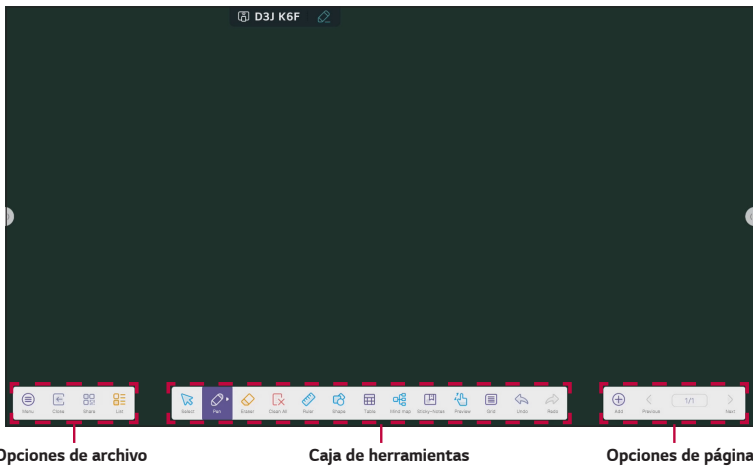 D3J K6F
Menu Close Share List
Select Pen Eraser Clean All Ruler Shape Table Mind map Sticky-notes Preview Grid Undo Redo
Add Previous 1/1 Next
Opciones de archivo Caja de herramientas Opciones de página